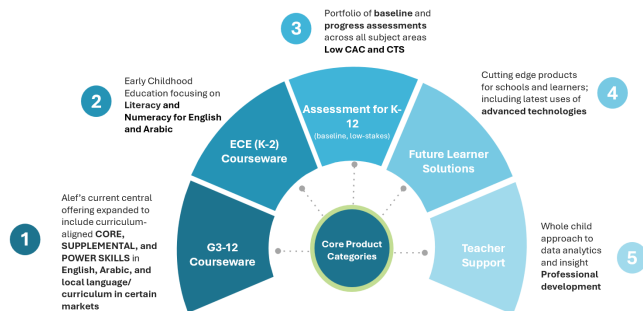 1
Alef's current central
offering expanded to
include curriculum-
aligned CORE,
SUPPLEMENTAL, and
POWER SKILLS in
English, Arabic, and
local language/
curriculum in certain
markets
G3-12
Courseware
2
Early Childhood
Education focusing on
Literacy and
Numeracy for English
and Arabic
ECE (K-2)
Courseware
3
Portfolio of baseline and
progress assessments
across all subject areas
Low CAC and CTS
Assessment for K-
12
(baseline, low-stakes)
4
Cutting edge products
for schools and learners;
including latest uses of
advanced technologies
Future Learner
Solutions
5
Whole child
approach to
data analytics
and insight
Professional
development
Teacher
Support
Core Product
Categories